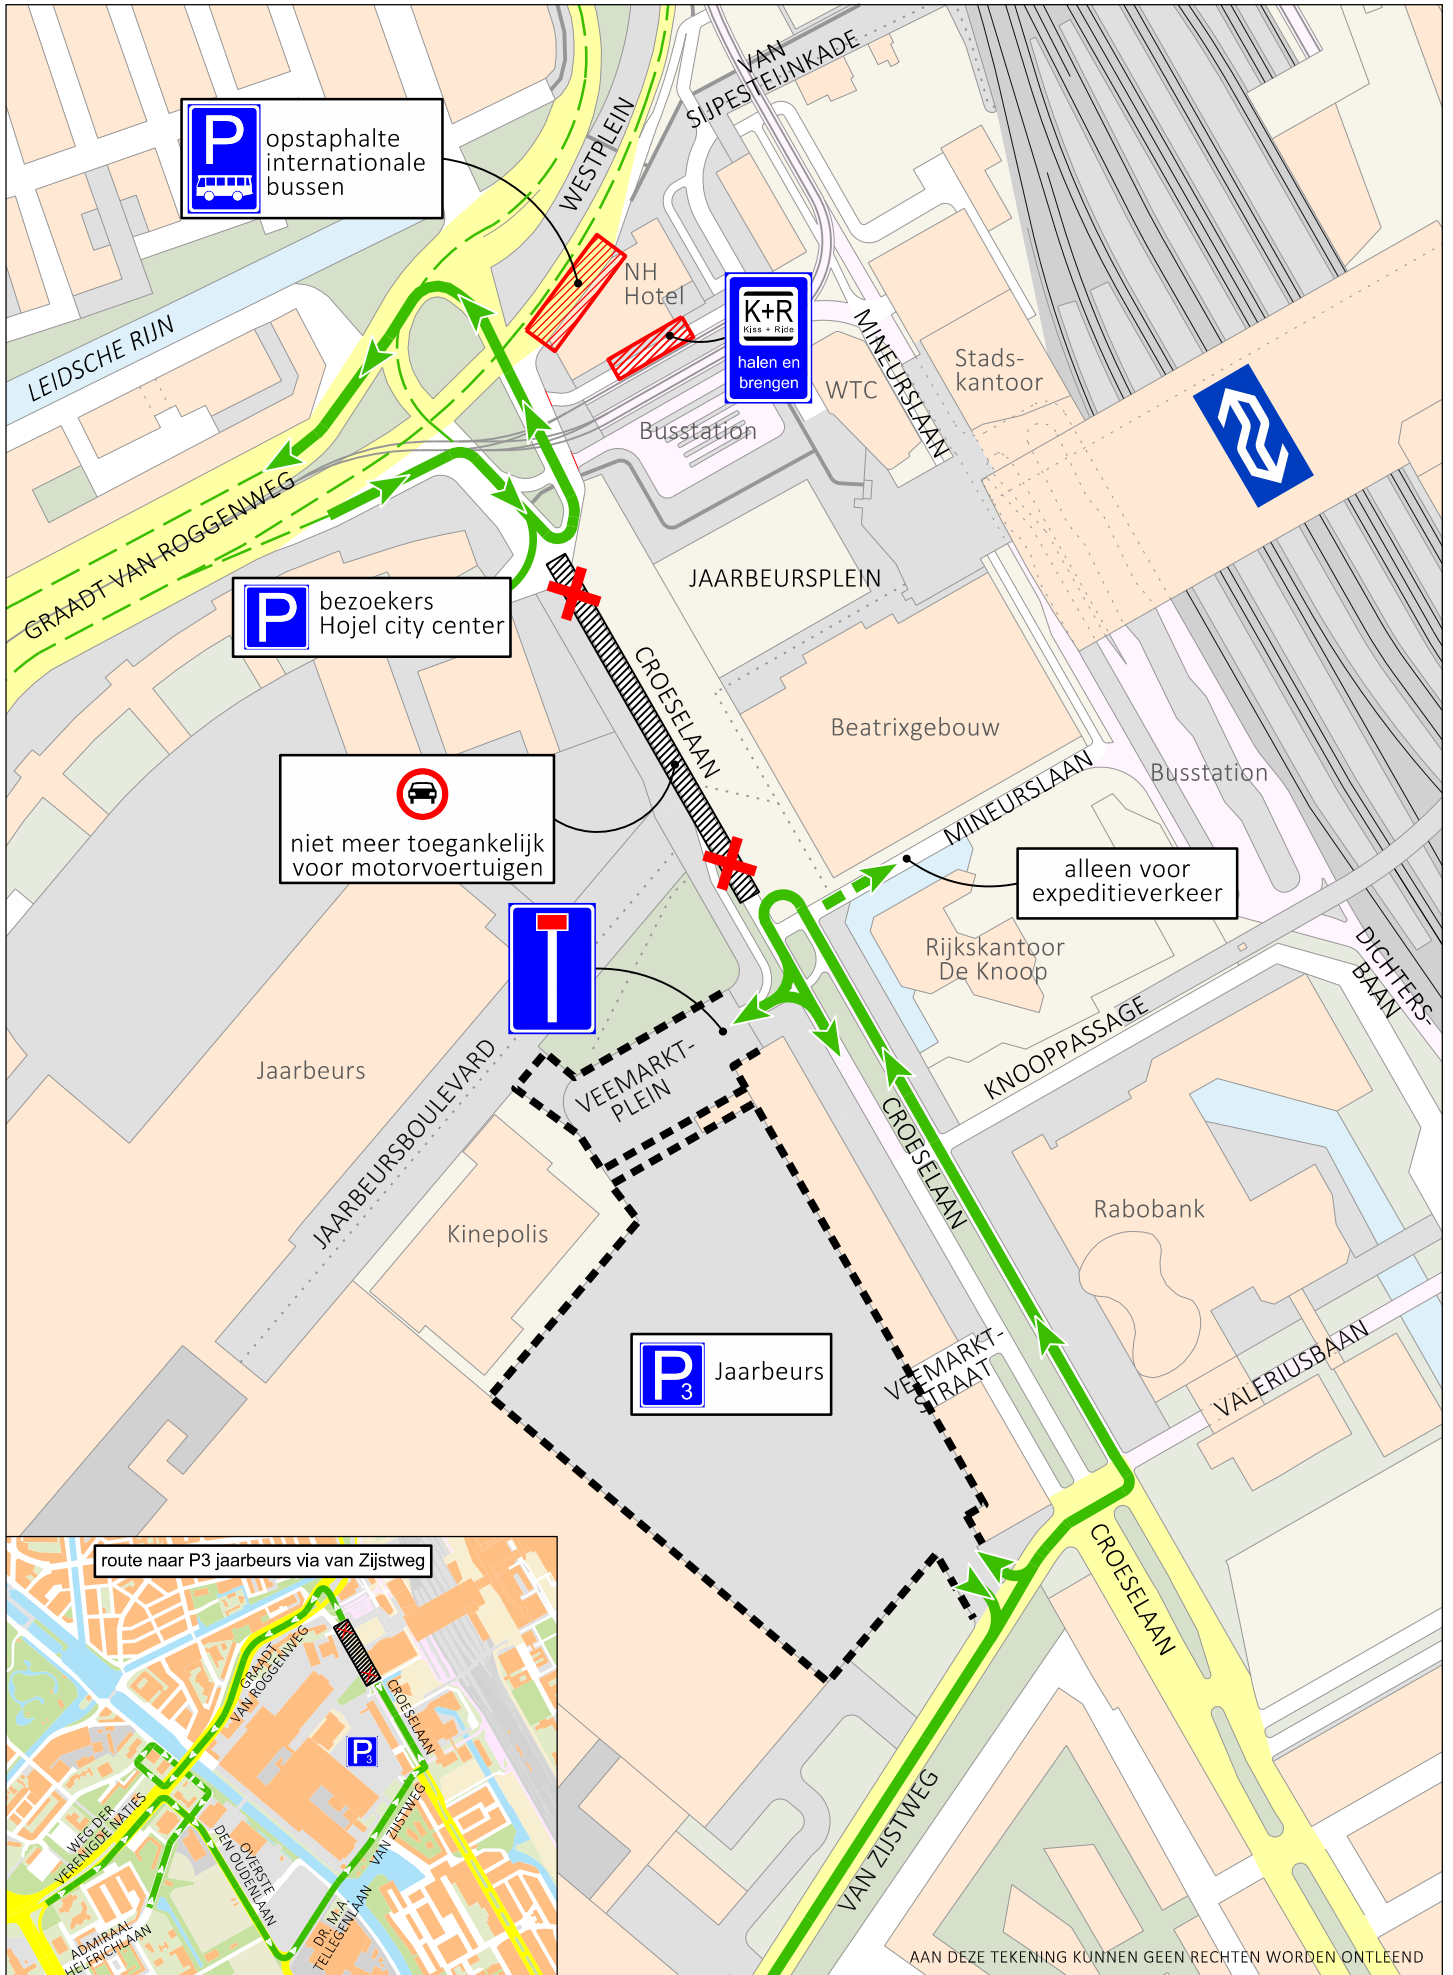 VAN
SIJPESTEIJNKADE
P
opstaphalte
internationale
bussen
WESTPLEIN
NH
Hotel
K+R
Kiss + Ride
halen en
brengen
MINEURSLAAN
Stads-
kantoor
WTC
LEIDSCHE RIJN
Busstation
GRAADT VAN ROGGENWEG
JAARBEURSPLEIN
P
bezoekers
Hojel city center
CROESELAAN
Beatrixgebouw
MINEURSLAAN
Busstation
niet meer toegankelijk
voor motorvoertuigen
alleen voor
expeditieverkeer
Rijkskantoor
De Knoop
DICHTERS-
BAAN
KNOOPPASSAGE
Jaarbeurs
JAARBEURSBOULEVARD
VEEMARKT-
PLEIN
CROESELAAN
Kinepolis
Rabobank
VEEMARKT-
STRAAT
VALERIUSBAAN
P3
Jaarbeurs
CROESELAAN
VAN ZIJSTWEG
route naar P3 jaarbeurs via van Zijstweg
GRAADT
VAN ROGGENWEG
CROESELAAN
P3
WEG DER
VERENIGDE NATIES
OVERSTE
DEN OUDENLAAN
VAN ZIJSTWEG
DR. M.A.
TELLEGENLAAN
ADMIRAAL
HELFRICHLAAN
AAN DEZE TEKENING KUNNEN GEEN RECHTEN WORDEN ONTLEEND